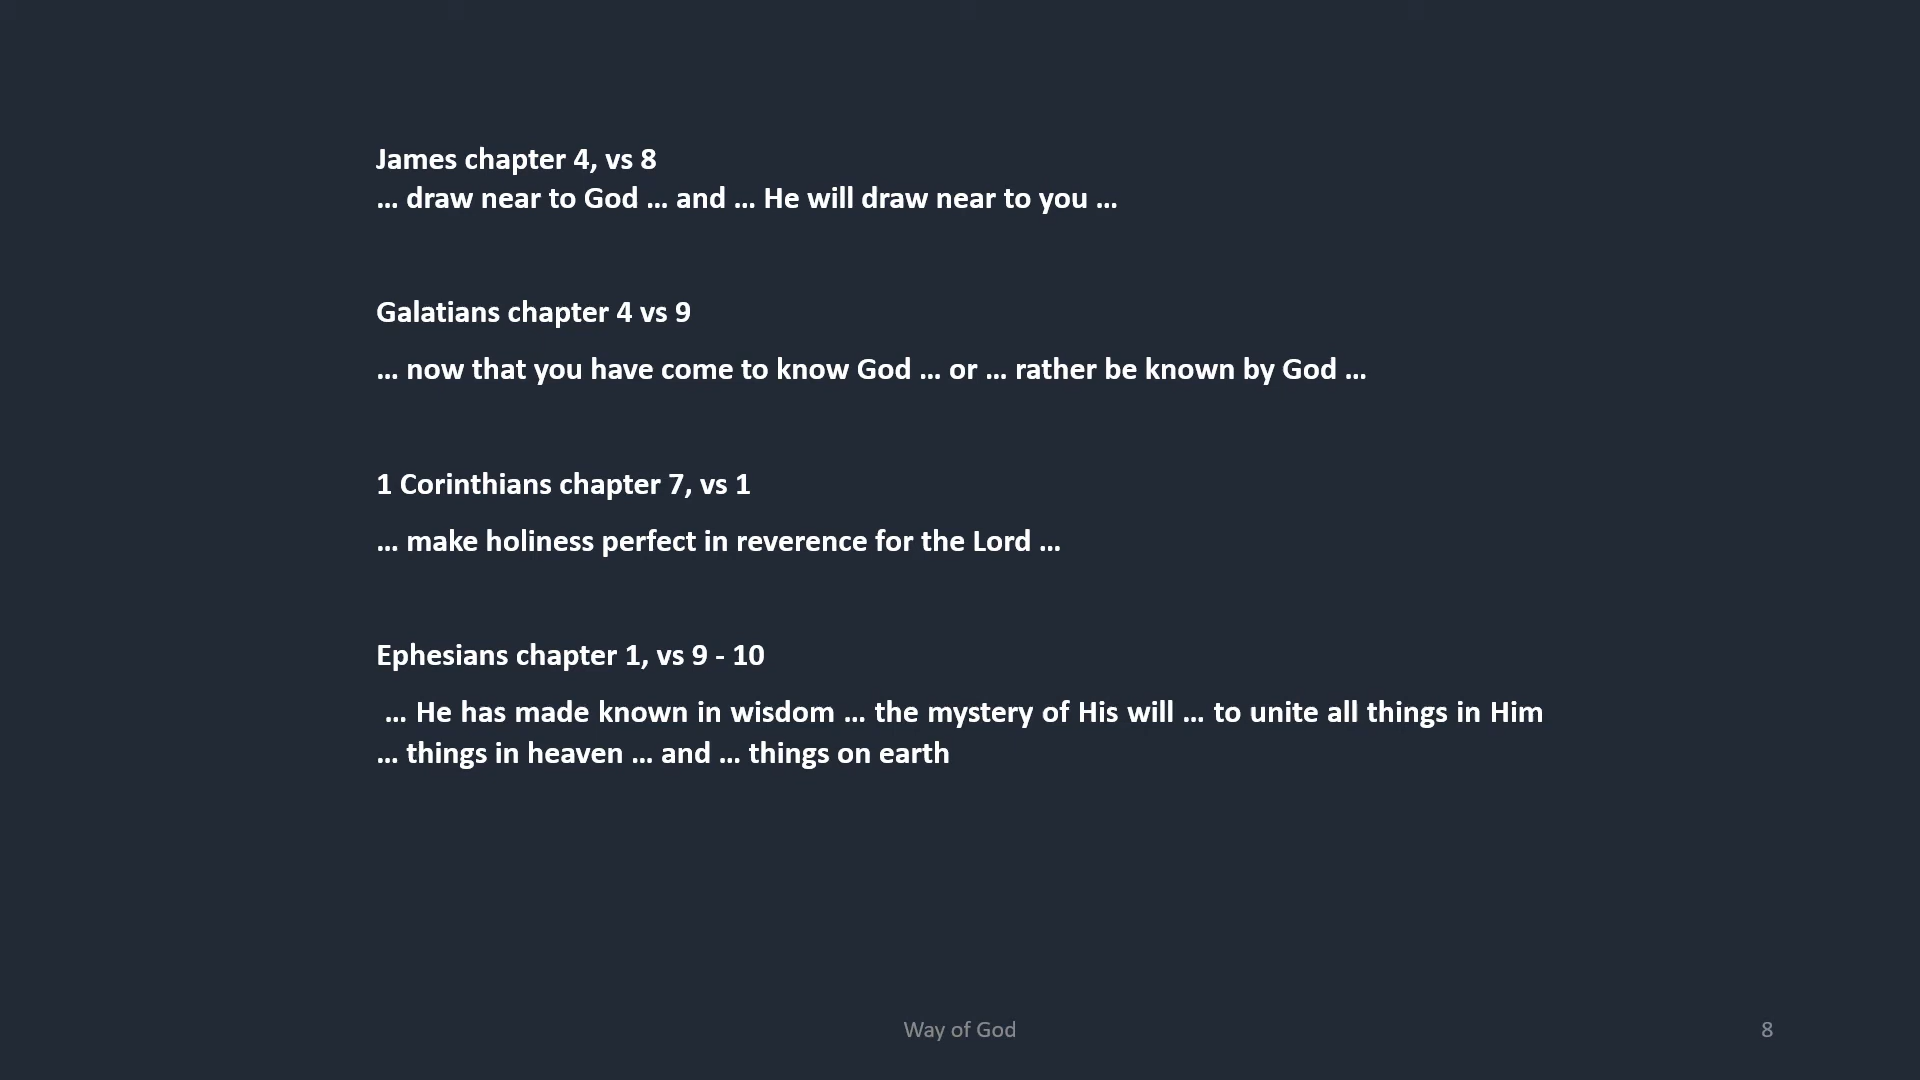 James chapter 4, vs 8
… draw near to God … and … He will draw near to you …
Galatians chapter 4 vs 9
… now that you have come to know God … or … rather be known by God …
1 Corinthians chapter 7, vs 1
… make holiness perfect in reverence for the Lord …
Ephesians chapter 1, vs 9 - 10
… He has made known in wisdom … the mystery of His will … to unite all things in Him
… things in heaven … and … things on earth
Way of God
8